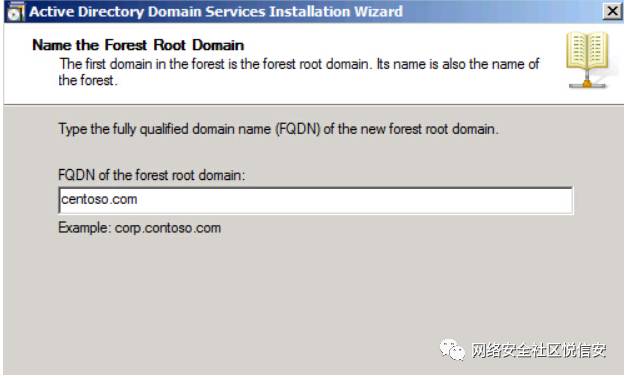 Active Directory Domain Services Installation Wizard
Name the Forest Root Domain
The first domain in the forest is the forest root domain. Its name is also the name of
the forest.
Type the fully qualified domain name (FQDN) of the new forest root domain.
FQDN of the forest root domain:
centoso.com
Example: corp.contoso.com
网络安全社区悦信安